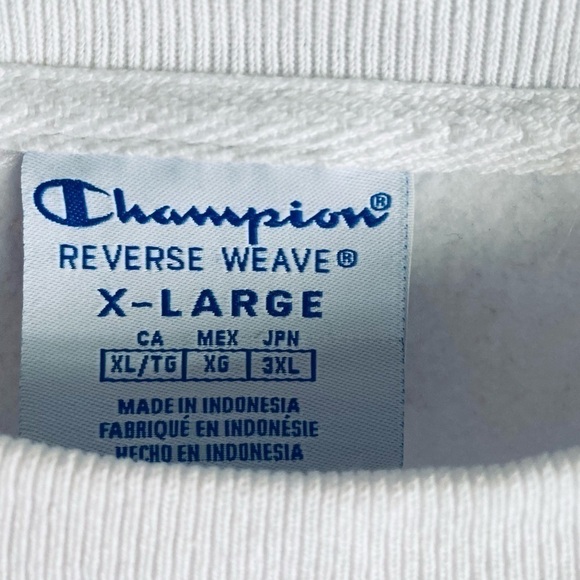 Champion®
REVERSE WEAVE®
X-LARGE
CA MEX JPN
XL/TG XG 3XL
MADE IN INDONESIA
FABRIQUÉ EN INDONÉSIE
HECHO EN INDONESIA